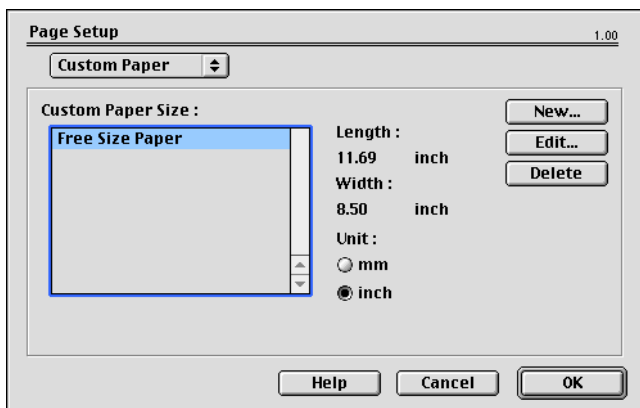 Page Setup
1.00
Custom Paper
Custom Paper Size :
Free Size Paper
Length :
11.69 inch
Width :
8.50 inch
Unit :
mm
inch
New...
Edit...
Delete
Help
Cancel
OK